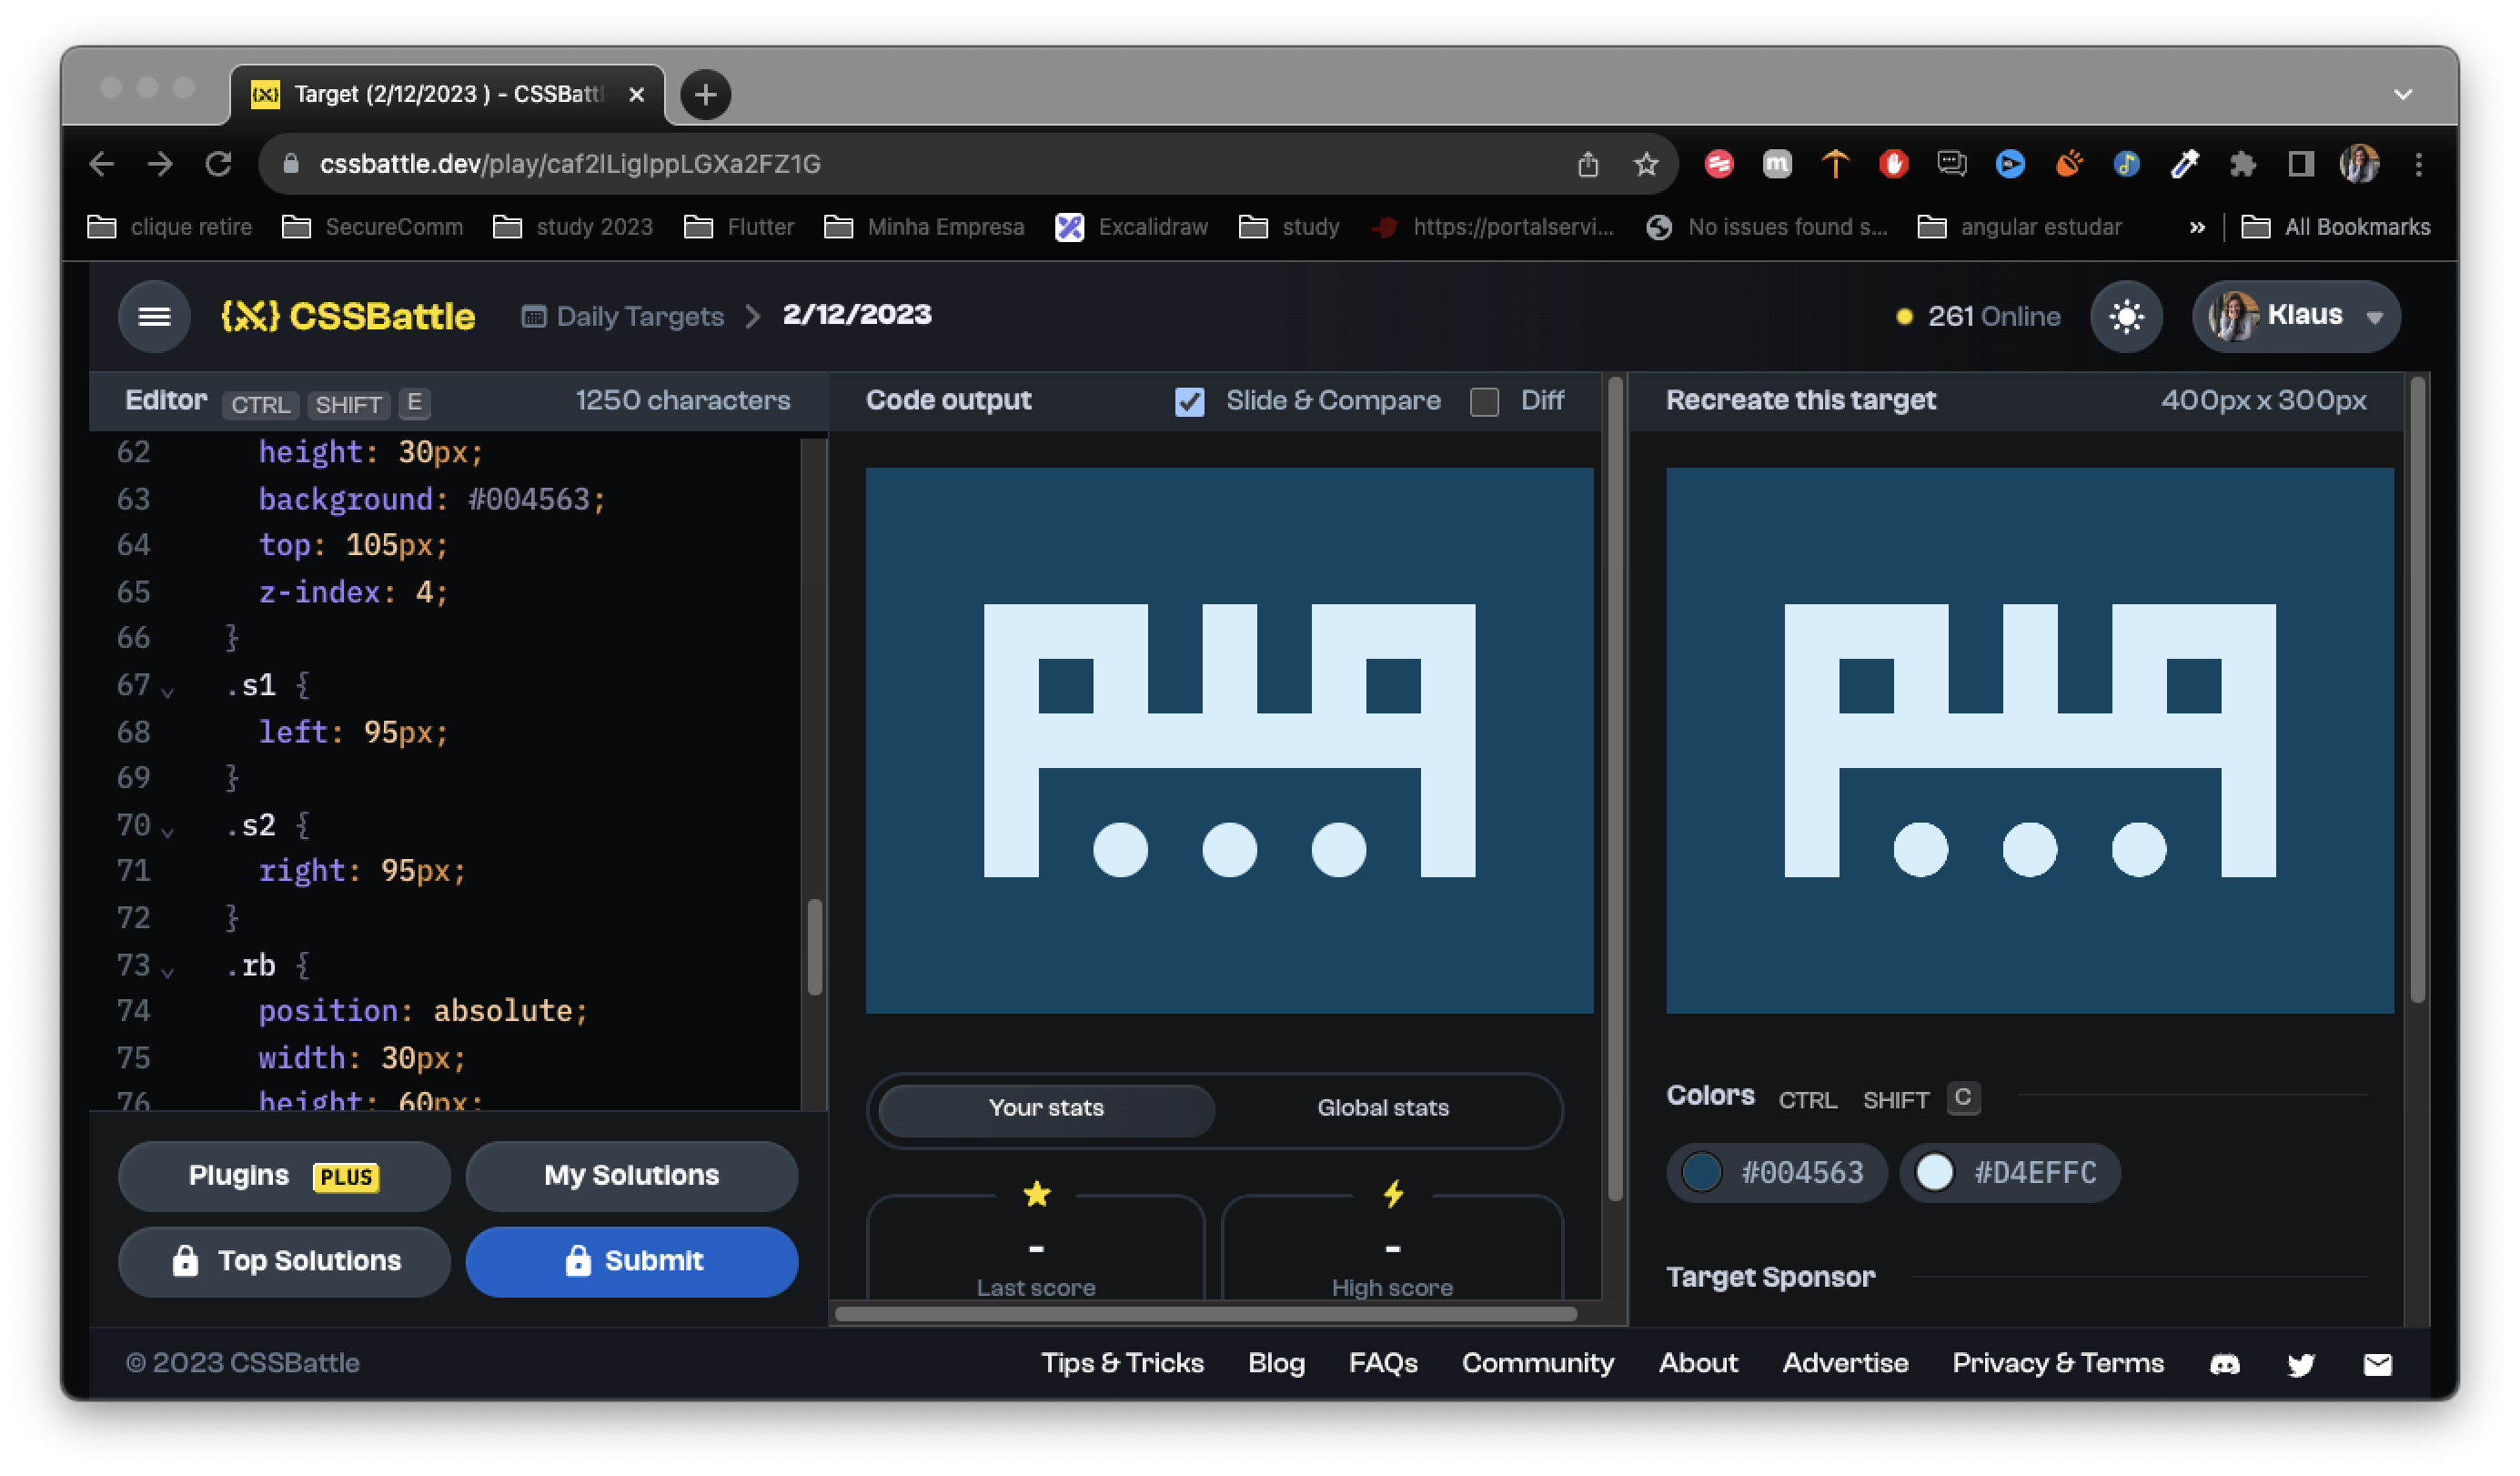 Target (2/12/2023 ) - CSSBattl
cssbattle.dev/play/caf2lLigIppLGXa2FZ1G
clique retire
SecureComm
study 2023
Flutter
Minha Empresa
Excalidraw
study
https://portalservi...
No issues found s...
angular estudar
»
All Bookmarks
CSSBattle
Daily Targets
2/12/2023
261 Online
Klaus
Editor CTRL SHIFT E
1250 characters
62 height: 30px;
63 background: #004563;
64 top: 105px;
65 z-index: 4;
66 }
67 .s1 {
68 left: 95px;
69 }
70 .s2 {
71 right: 95px;
72 }
73 .rb {
74 position: absolute;
75 width: 30px;
76 height: 60px;
Plugins PLUS
My Solutions
Top Solutions
Submit
Code output
Slide & Compare
Diff
Your stats
Global stats
-
Last score
-
High score
Recreate this target
400px x 300px
Colors CTRL SHIFT C
#004563
#D4EFFC
Target Sponsor
© 2023 CSSBattle
Tips & Tricks
Blog
FAQs
Community
About
Advertise
Privacy & Terms